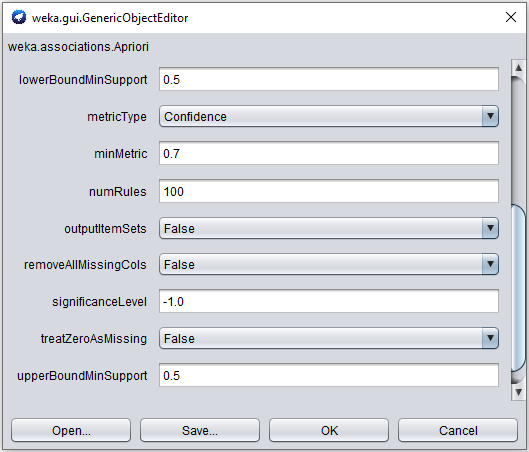 weka.gui.GenericObjectEditor
weka.associations.Apriori
lowerBoundMinSupport 0.5
metricType Confidence
minMetric 0.7
numRules 100
outputItemSets False
removeAllMissingCols False
significanceLevel -1.0
treatZeroAsMissing False
upperBoundMinSupport 0.5
Open... Save... OK Cancel